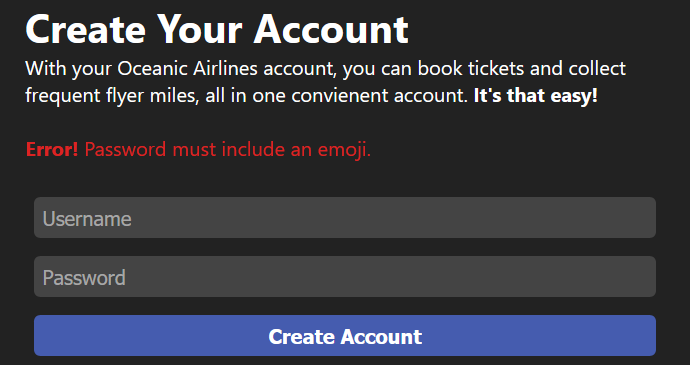 Create Your Account
With your Oceanic Airlines account, you can book tickets and collect
frequent flyer miles, all in one convienent account. It's that easy!
Error! Password must include an emoji.
Username
Password
Create Account